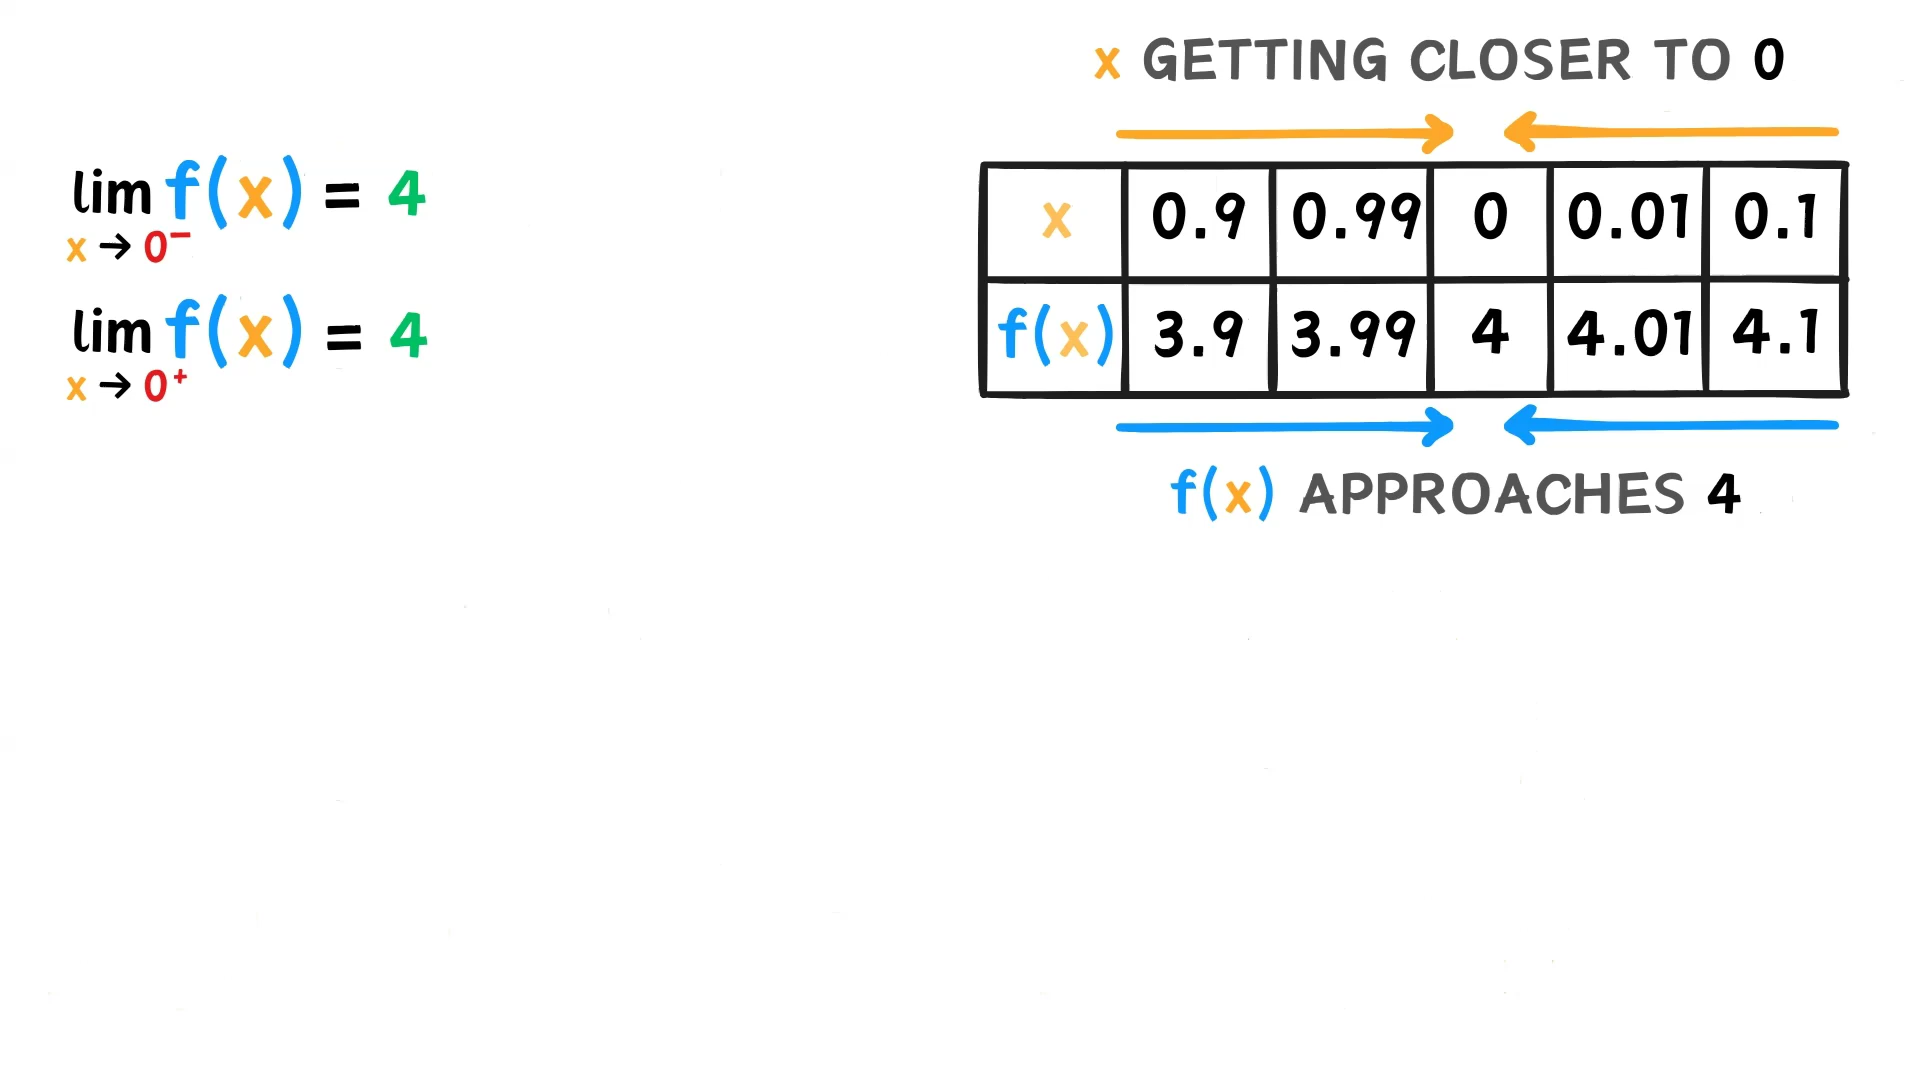 x GETTING CLOSER TO 0
lim f(x) = 4
x → 0⁻
lim f(x) = 4
x → 0⁺
x 0.9 0.99 0 0.01 0.1
f(x) 3.9 3.99 4 4.01 4.1
f(x) APPROACHES 4